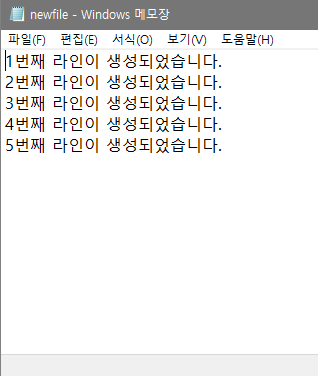 newfile - Windows 메모장
파일(F) 편집(E) 서식(O) 보기(V) 도움말(H)
1번째 라인이 생성되었습니다.
2번째 라인이 생성되었습니다.
3번째 라인이 생성되었습니다.
4번째 라인이 생성되었습니다.
5번째 라인이 생성되었습니다.